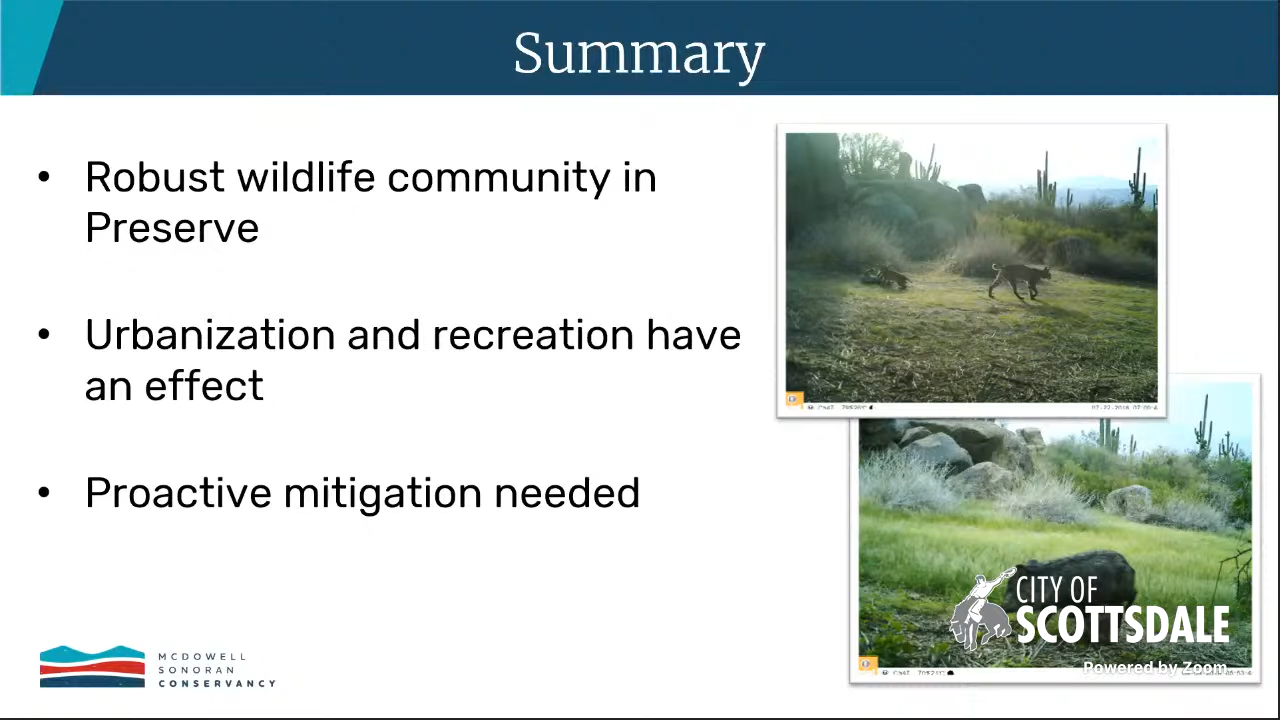 Summary
• Robust wildlife community in
Preserve
• Urbanization and recreation have
an effect
• Proactive mitigation needed
MCDOWELL
SONORAN
CONSERVANCY
CITY OF
SCOTTSDALE
Powered by Zoom